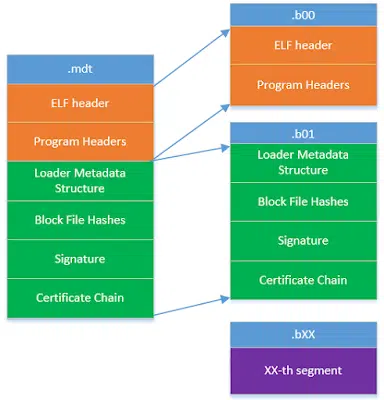 .mdt
ELF header
Program Headers
Loader Metadata
Structure
Block File Hashes
Signature
Certificate Chain
.b00
ELF header
Program Headers
.b01
Loader Metadata
Structure
Block File Hashes
Signature
Certificate Chain
.bXX
XX-th segment